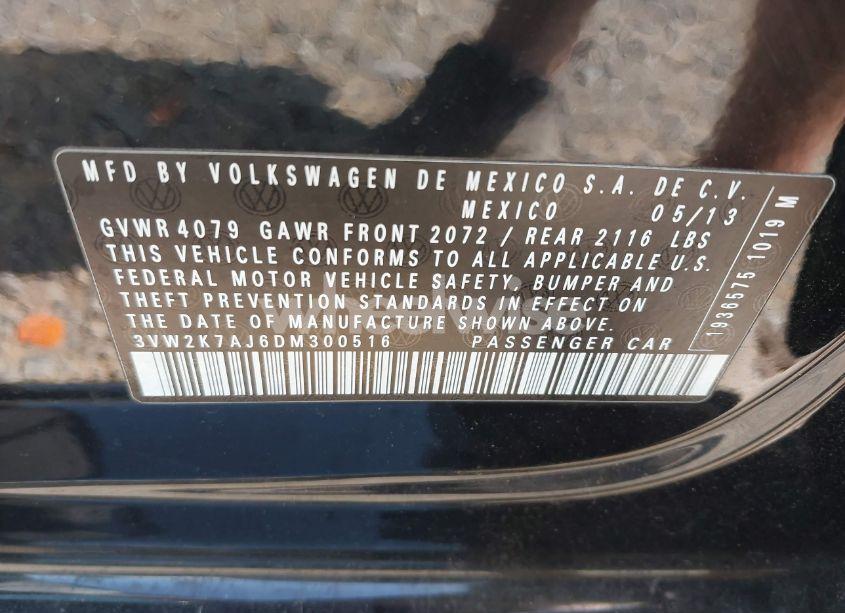 MFD BY VOLKSWAGEN DE MEXICO S.A. DE C.V.
MEXICO 05/13
GVWR 4079 GAWR FRONT 2072 / REAR 2116 LBS
THIS VEHICLE CONFORMS TO ALL APPLICABLE U.S.
FEDERAL MOTOR VEHICLE SAFETY, BUMPER AND
THEFT PREVENTION STANDARDS IN EFFECT ON
THE DATE OF MANUFACTURE SHOWN ABOVE.
3VW2K7AJ6DM300516 PASSENGER CAR
1936575 1019 M